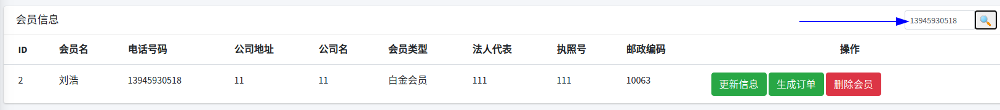 会员信息
13945930518
ID 会员名 电话号码 公司地址 公司名 会员类型 法人代表 执照号 邮政编码 操作
2 刘浩 13945930518 11 11 白金会员 111 111 10063 更新信息 生成订单 删除会员